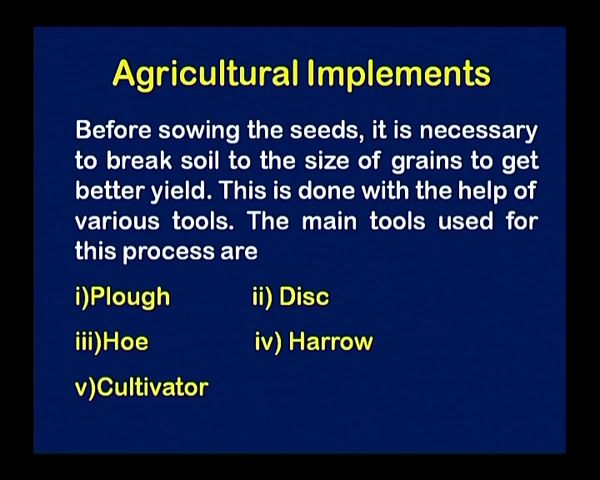 Agricultural Implements
Before sowing the seeds, it is necessary
to break soil to the size of grains to get
better yield. This is done with the help of
various tools. The main tools used for
this process are
i)Plough ii) Disc
iii)Hoe iv) Harrow
v)Cultivator